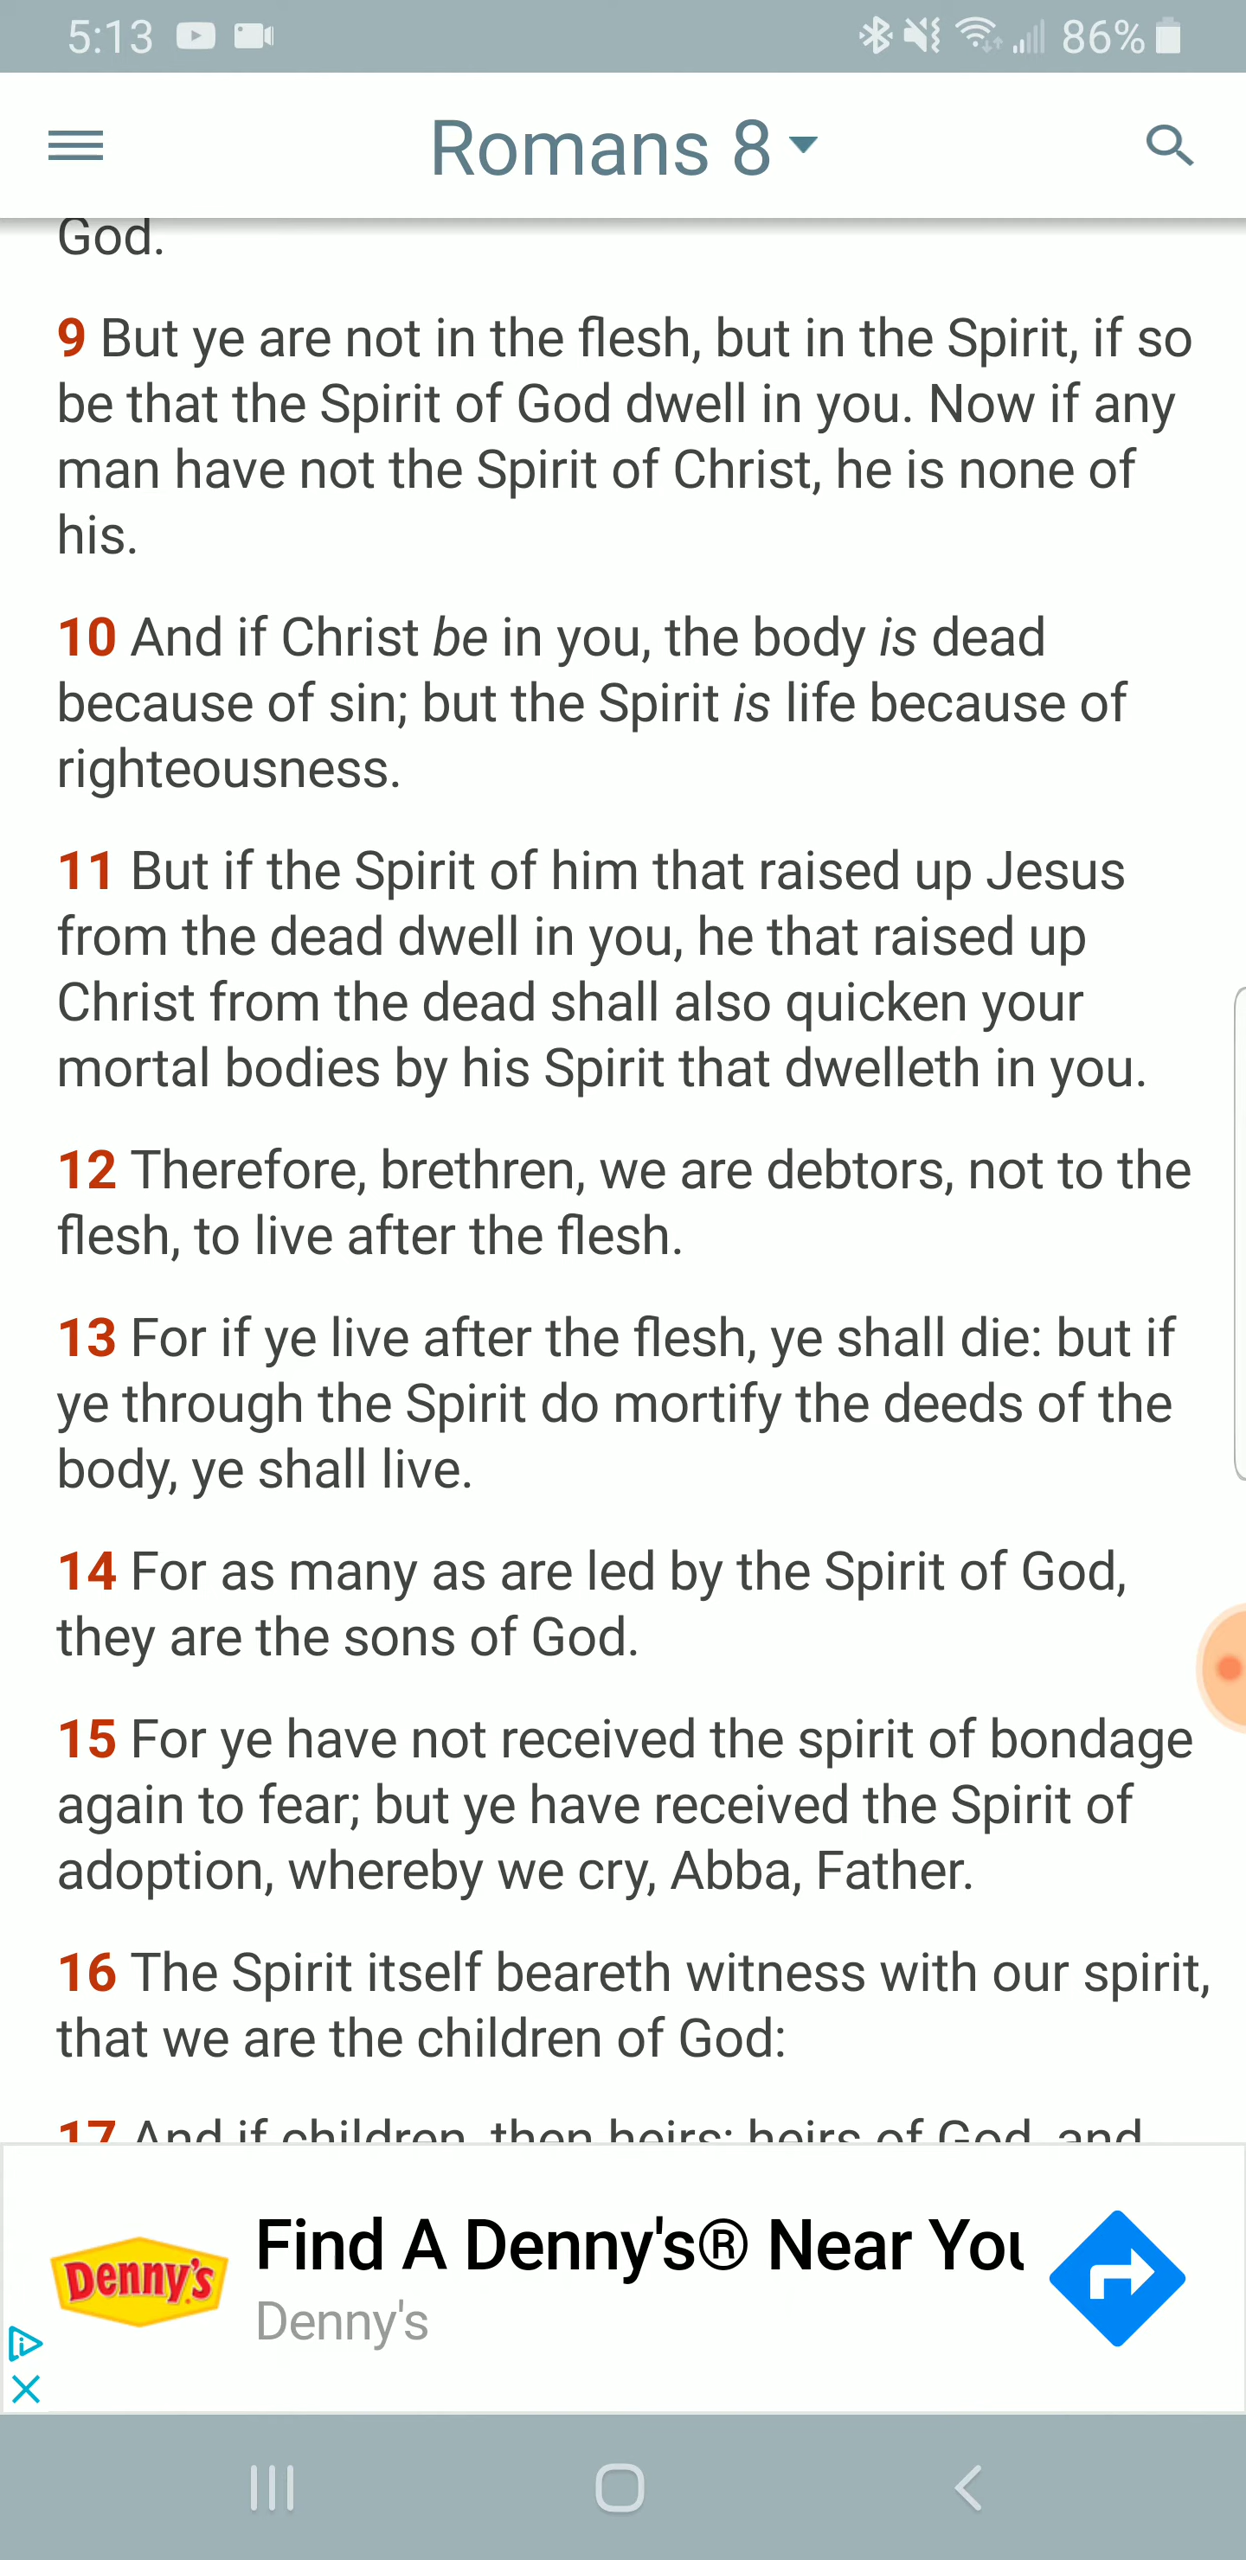 5:13
86%
Romans 8
God.
9 But ye are not in the flesh, but in the Spirit, if so
be that the Spirit of God dwell in you. Now if any
man have not the Spirit of Christ, he is none of
his.
10 And if Christ be in you, the body is dead
because of sin; but the Spirit is life because of
righteousness.
11 But if the Spirit of him that raised up Jesus
from the dead dwell in you, he that raised up
Christ from the dead shall also quicken your
mortal bodies by his Spirit that dwelleth in you.
12 Therefore, brethren, we are debtors, not to the
flesh, to live after the flesh.
13 For if ye live after the flesh, ye shall die: but if
ye through the Spirit do mortify the deeds of the
body, ye shall live.
14 For as many as are led by the Spirit of God,
they are the sons of God.
15 For ye have not received the spirit of bondage
again to fear; but ye have received the Spirit of
adoption, whereby we cry, Abba, Father.
16 The Spirit itself beareth witness with our spirit,
that we are the children of God:
17 And if children, then heirs; heirs of God, and
Denny's
Find A Denny's® Near You
Denny's